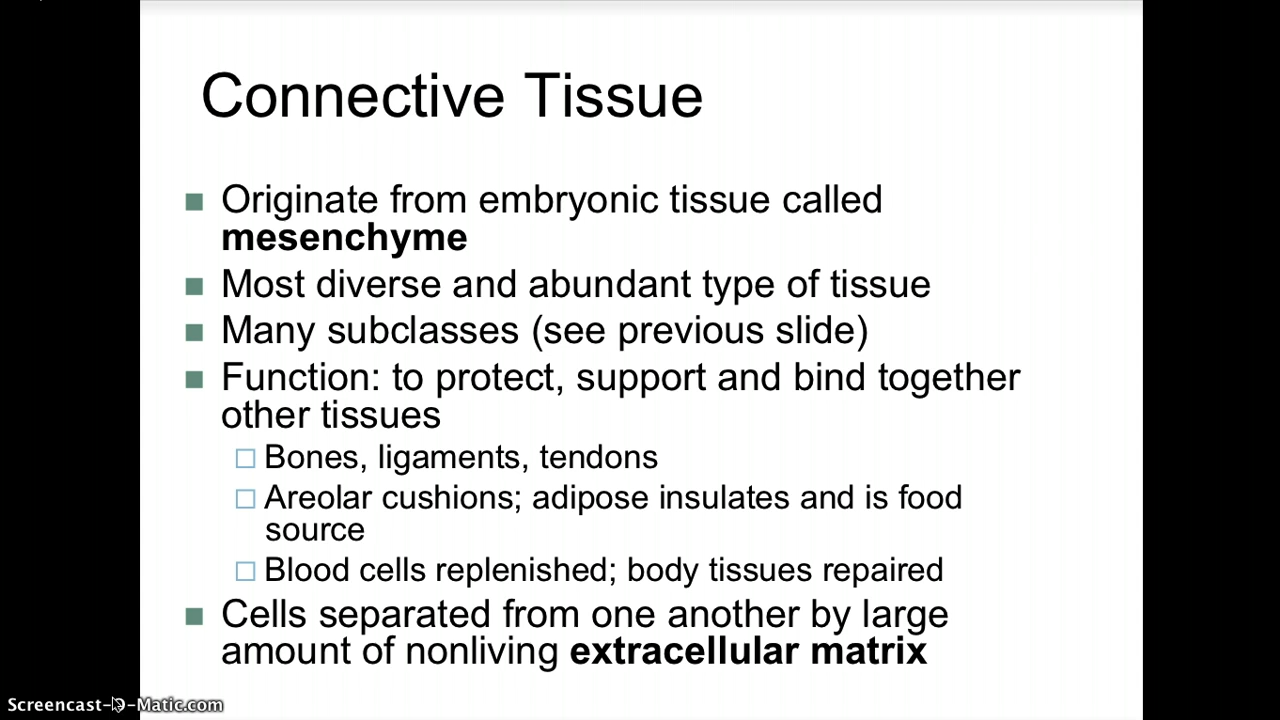 Connective Tissue
Originate from embryonic tissue called
mesenchyme
Most diverse and abundant type of tissue
Many subclasses (see previous slide)
Function: to protect, support and bind together
other tissues
Bones, ligaments, tendons
Areolar cushions; adipose insulates and is food
source
Blood cells replenished; body tissues repaired
Cells separated from one another by large
amount of nonliving extracellular matrix
Screencast-O-Matic.com